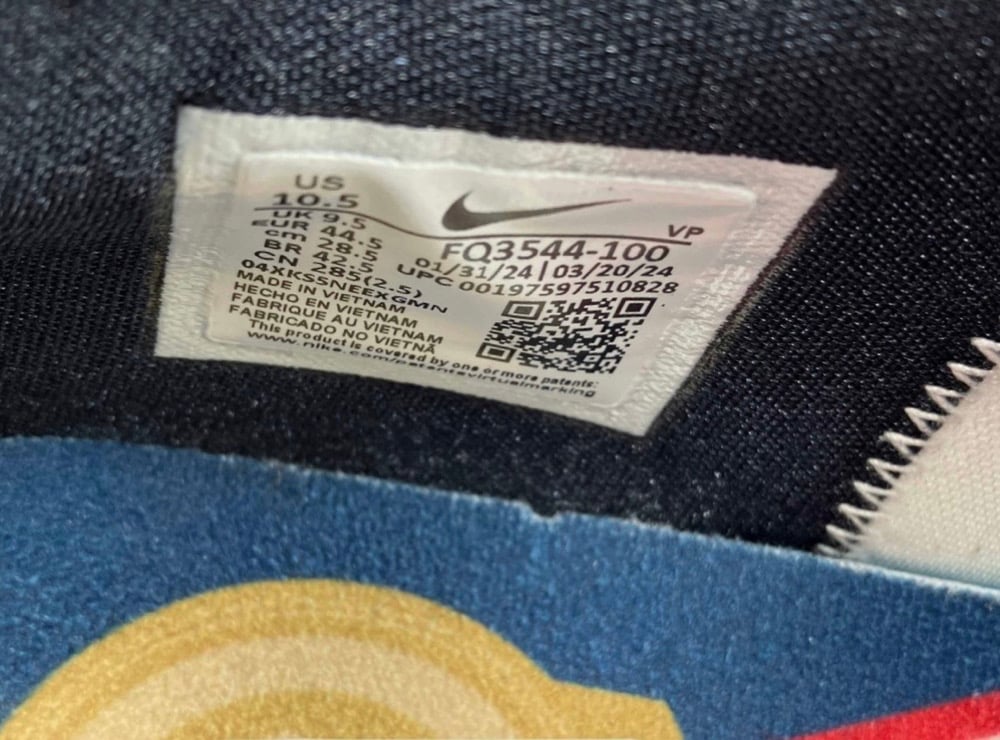 US
10.5
UK 9.5
EUR 44.5
cm 28.5
BR 42.5
CN 285(2.5)
04XKS5NEEXGMN
MADE IN VIETNAM
HECHO EN VIETNAM
FABRIQUE AU VIETNAM
FABRICADO NO VIETNÃ
This product is covered by one or more patents:
www.nike.com/patentsvirtualmarking
VP
FQ3544-100
01/31/24 | 03/20/24
UPC 00197597510828